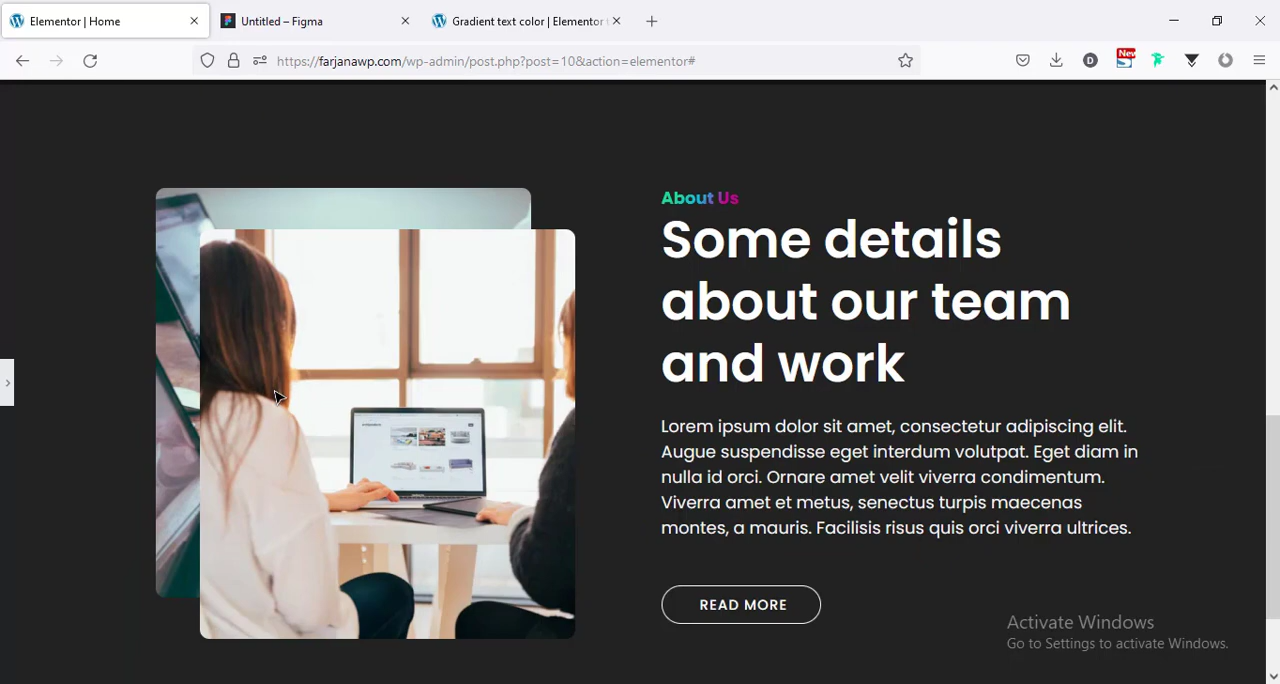 Elementor | Home
Untitled – Figma
Gradient text color | Elementor
https://farjanawp.com/wp-admin/post.php?post=10&action=elementor#
New
D
About Us
Some details
about our team
and work
Lorem ipsum dolor sit amet, consectetur adipiscing elit.
Augue suspendisse eget interdum volutpat. Eget diam in
nulla id orci. Ornare amet velit viverra condimentum.
Viverra amet et metus, senectus turpis maecenas
montes, a mauris. Facilisis risus quis orci viverra ultrices.
READ MORE
Activate Windows
Go to Settings to activate Windows.